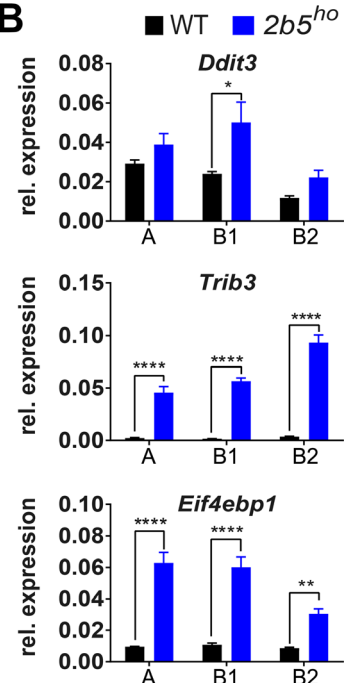 B
WT 2b5ho
Ddit3
rel. expression
0.08
0.06
0.04
0.02
0.00
*
A B1 B2
Trib3
rel. expression
0.15
0.10
0.05
0.00
**** **** ****
A B1 B2
Eif4ebp1
rel. expression
0.10
0.08
0.06
0.04
0.02
0.00
**** **** **
A B1 B2